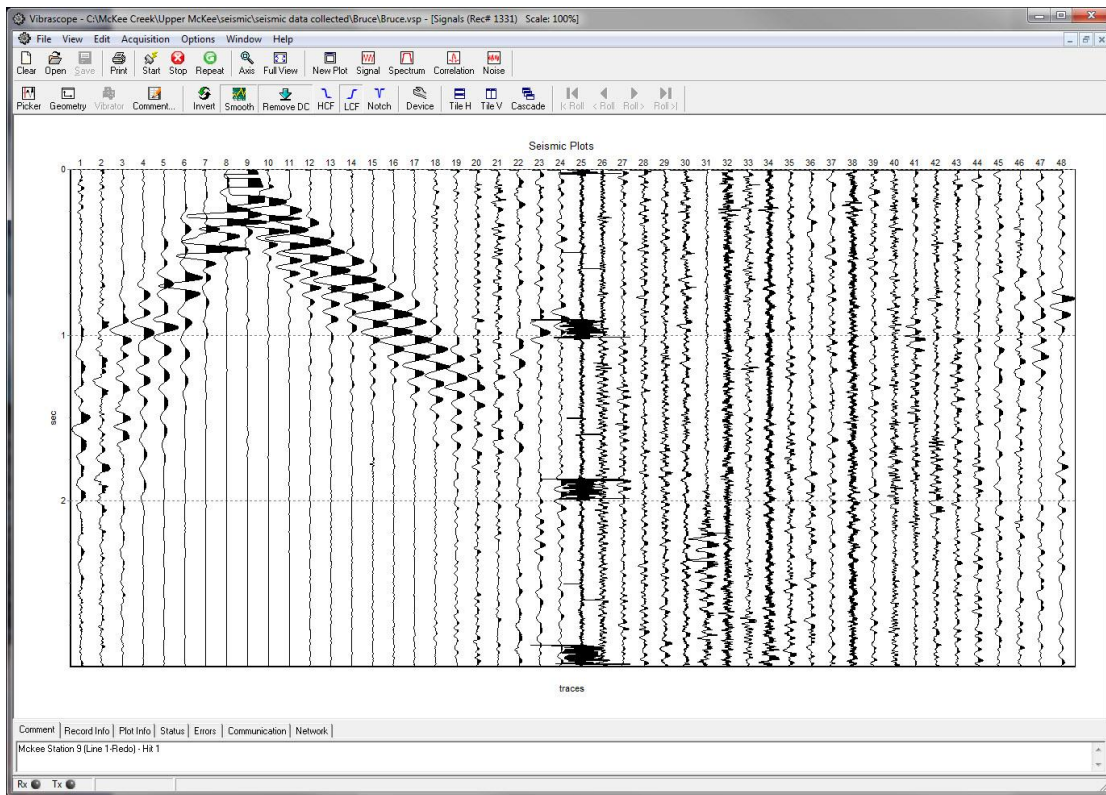 Vibrascope - C:\McKee Creek\Upper McKee\seismic\seismic data collected\Bruce\Bruce.vsp - [Signals (Rec# 1331) Scale: 100%]
File View Edit Acquisition Options Window Help
Clear Open Save Print Start Stop Repeat Axis Full View New Plot Signal Spectrum Correlation Noise
Picker Geometry Vibrator Comment... Invert Smooth Remove DC HCF LCF Notch Device Tile H Tile V Cascade |< Roll < Roll Roll > Roll >|
Seismic Plots
1 2 3 4 5 6 7 8 9 10 11 12 13 14 15 16 17 18 19 20 21 22 23 24 25 26 27 28 29 30 31 32 33 34 35 36 37 38 39 40 41 42 43 44 45 46 47 48
0
1
sec
2
traces
Comment Record Info Plot Info Status Errors Communication Network
Mckee Station 9 (Line 1-Redo) - Hit 1
Rx Tx